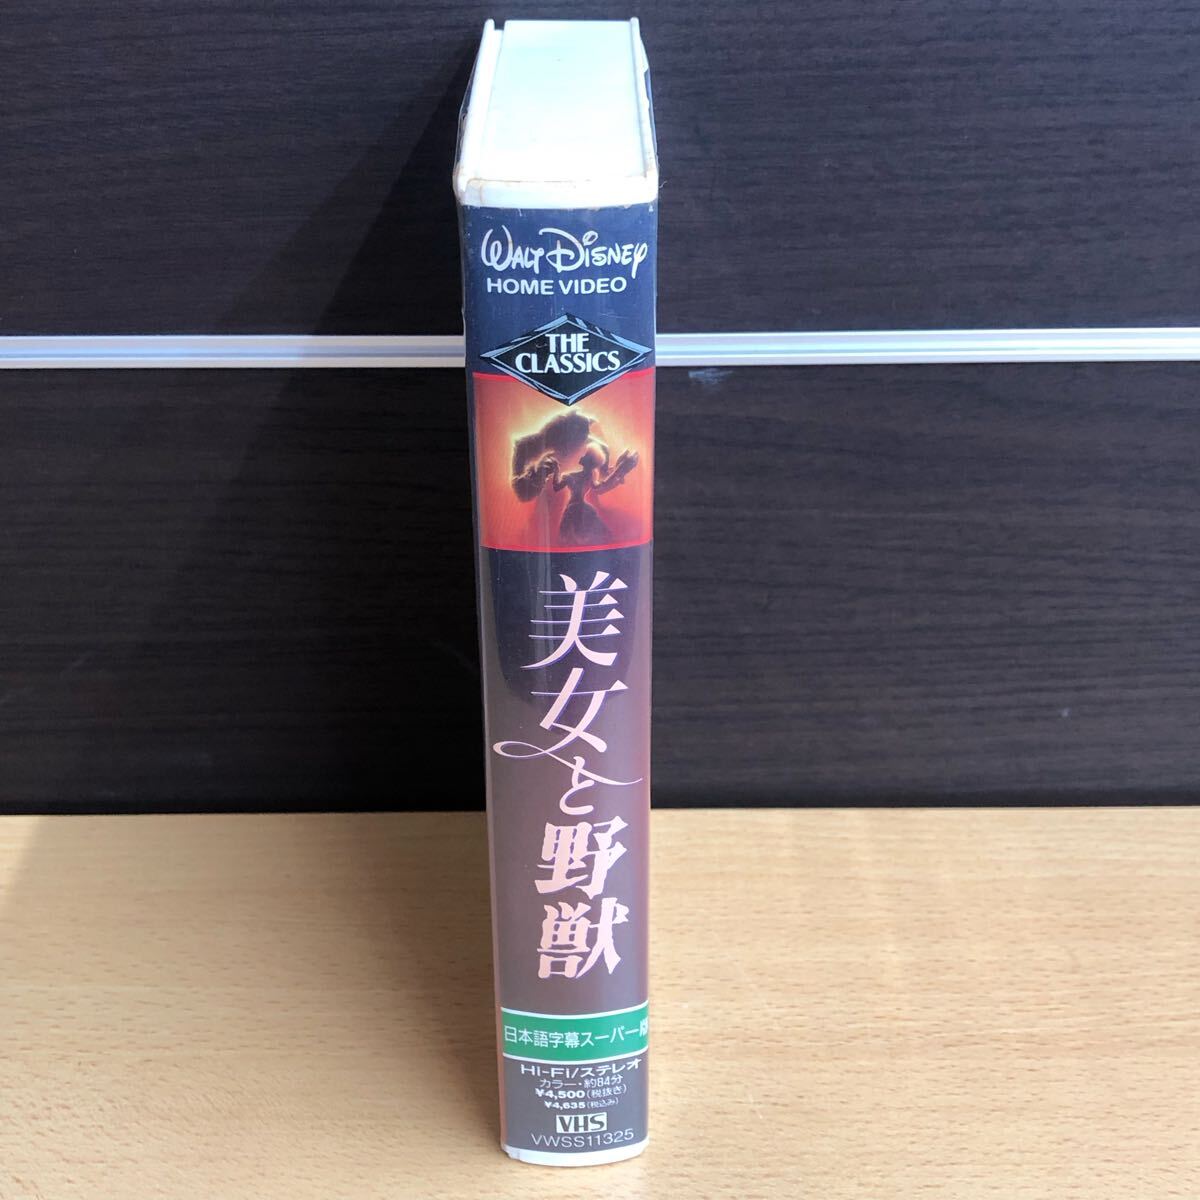 WALT DISNEY
HOME VIDEO
THE
CLASSICS
美女と野獣
日本語字幕スーパー版
Hi-Fi/ステレオ
カラー・約84分
¥4,500(税抜き)
¥4,635(税込み)
VHS
VWSS11325